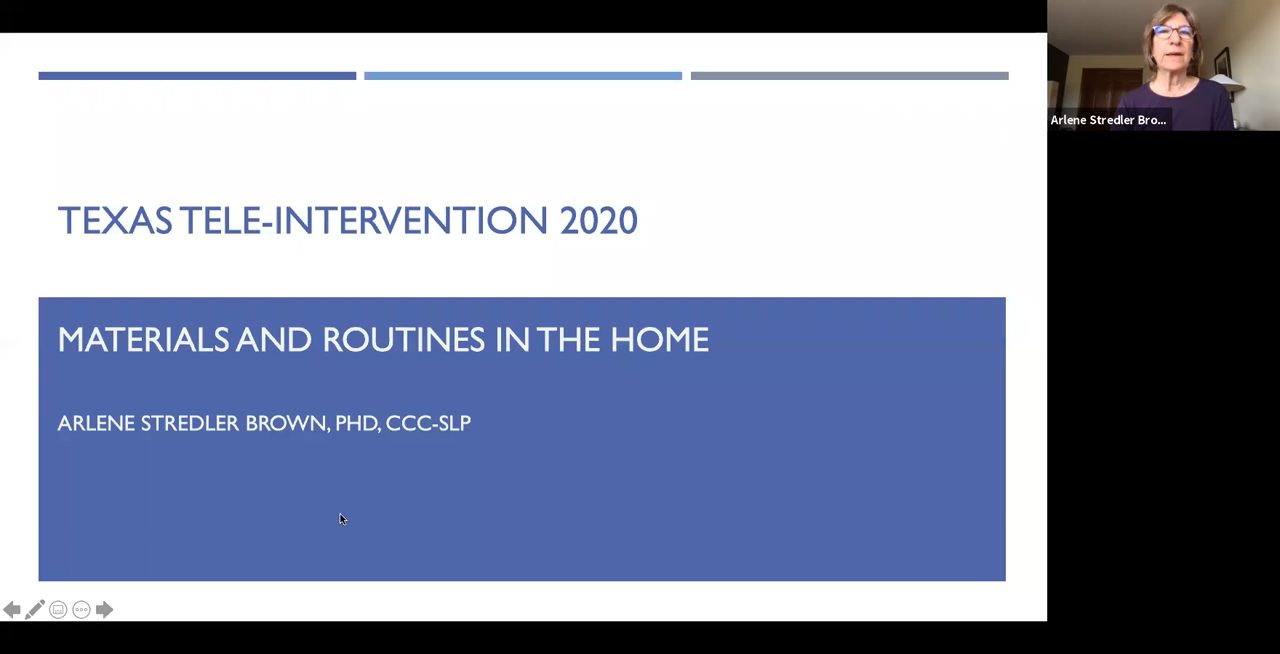 TEXAS TELE-INTERVENTION 2020
MATERIALS AND ROUTINES IN THE HOME
ARLENE STREDLER BROWN, PHD, CCC-SLP
Arlene Stredler Bro...